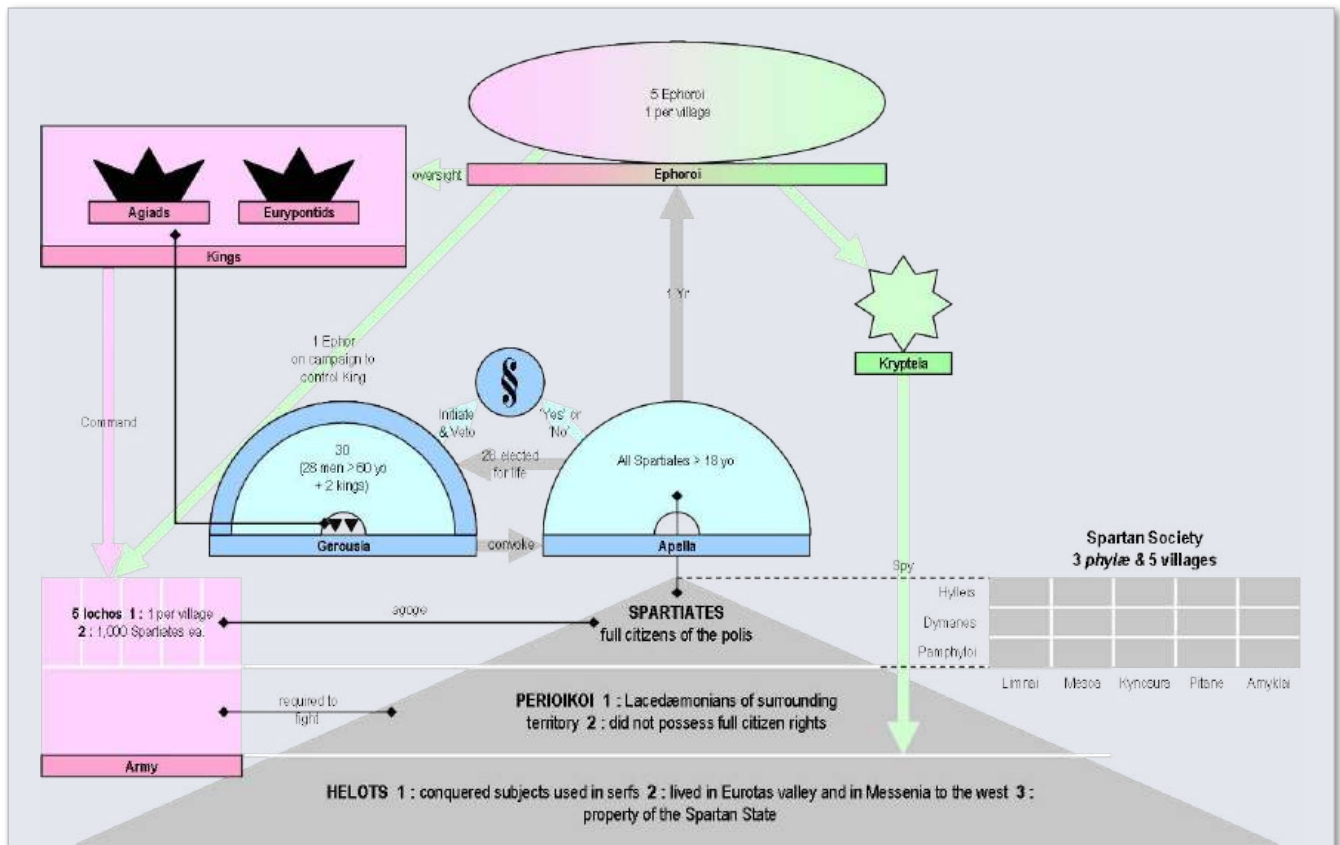 5 Ephoroi
1 per village
Ephoroi
oversight
Agiads
Eurypontids
Kings
1 Yr
Krypteia
1 Ephor
on campaign to
control King
Command
§
Initiate
& Veto
'Yes' or
'No'
30
(28 men > 60 yo
+ 2 kings)
28 elected
for life
All Spartiates > 18 yo
Gerousia
convoke
Apella
Spy
Spartan Society
3 phylæ & 5 villages
Hylleis
Dymanes
Pamphyloi
Limnai
Mesoa
Kynosura
Pitane
Amyklai
5 lochos 1 : 1 per village
2 : 1,000 Spartiates ea.
agoge
SPARTIATES
full citizens of the polis
required to
fight
PERIOIKOI 1 : Lacedæmonians of surrounding
territory 2 : did not possess full citizen rights
Army
HELOTS 1 : conquered subjects used in serfs 2 : lived in Eurotas valley and in Messenia to the west 3 :
property of the Spartan State